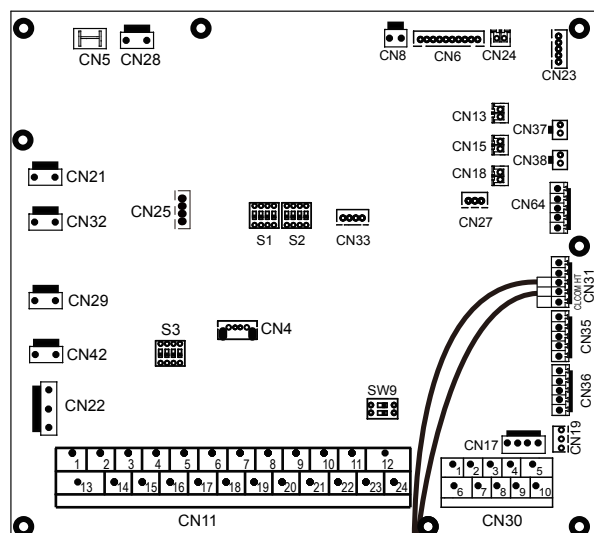 CN5
CN28
CN8
CN6
CN24
CN23
CN13
CN37
CN15
CN38
CN18
CN21
CN32
CN25
S1
S2
CN33
CN27
CN64
CN31
CL COM HT
CN29
CN4
CN35
S3
CN42
CN36
CN22
SW9
CN17
CN19
1 2 3 4 5 6 7 8 9 10 11 12
13 14 15 16 17 18 19 20 21 22 23 24
CN11
1 2 3 4 5
6 7 8 9 10
CN30